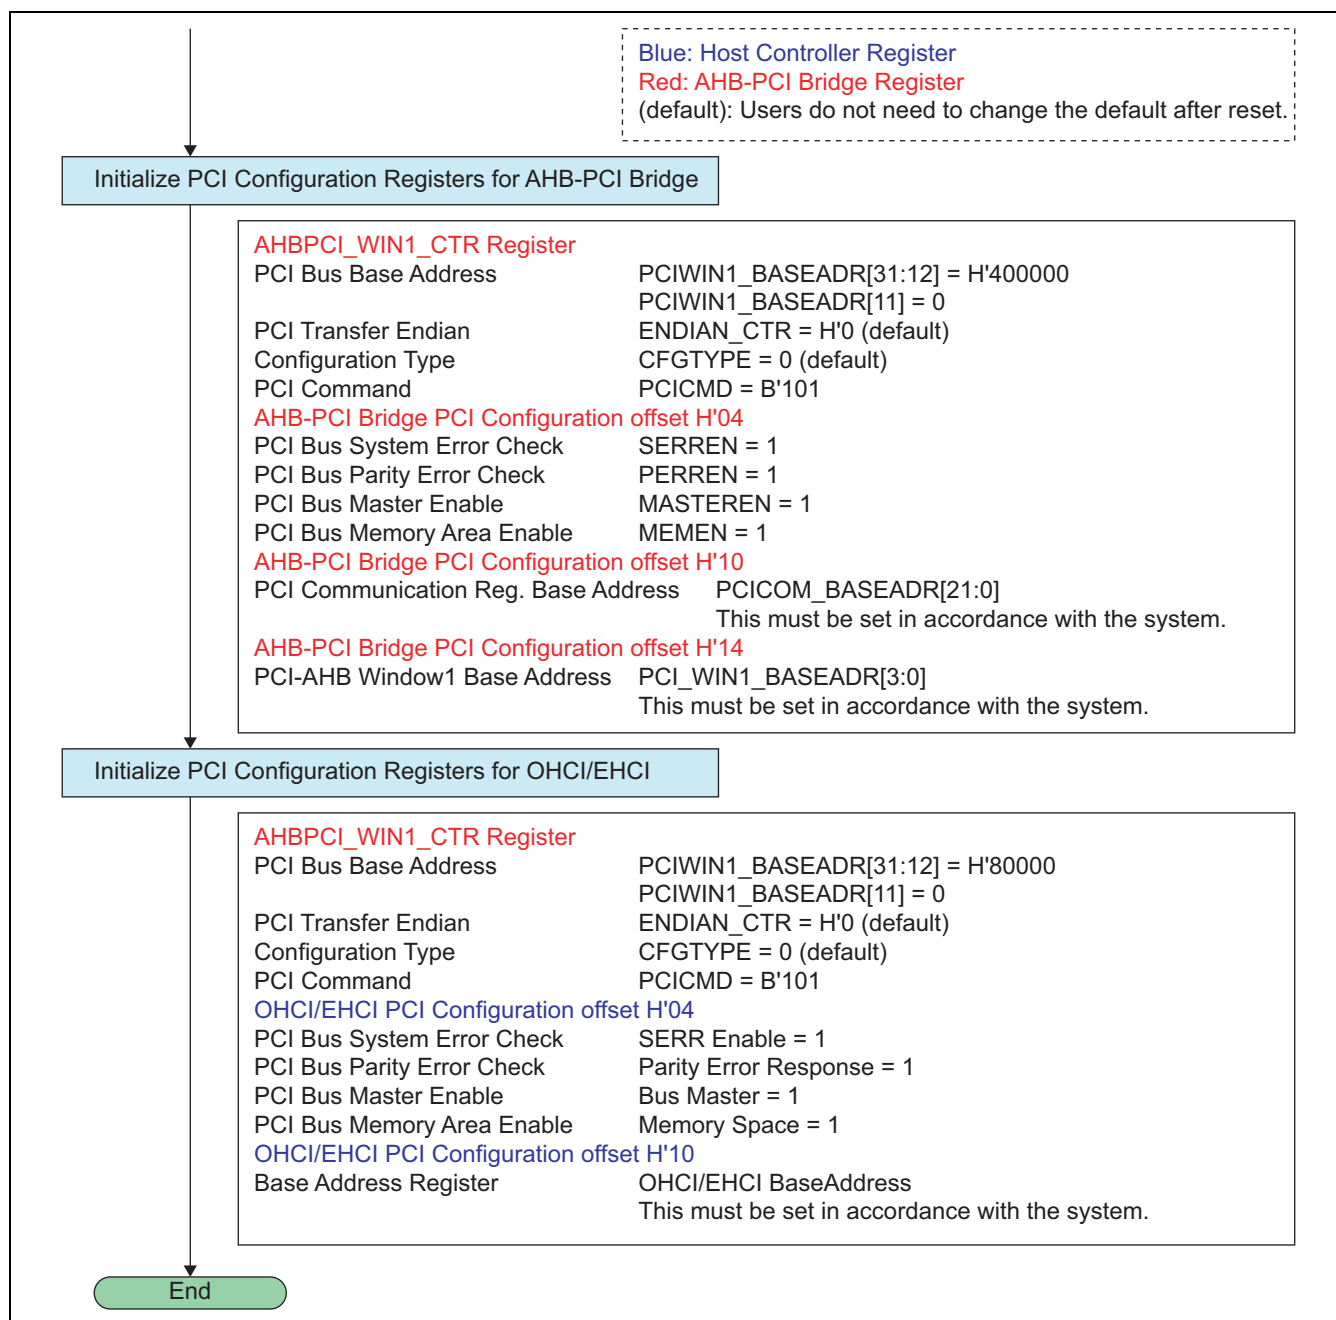 Blue: Host Controller Register
Red: AHB-PCI Bridge Register
(default): Users do not need to change the default after reset.
Initialize PCI Configuration Registers for AHB-PCI Bridge
AHBPCI_WIN1_CTR Register
PCI Bus Base Address PCIWIN1_BASEADR[31:12] = H'400000
PCIWIN1_BASEADR[11] = 0
PCI Transfer Endian ENDIAN_CTR = H'0 (default)
Configuration Type CFGTYPE = 0 (default)
PCI Command PCICMD = B'101
AHB-PCI Bridge PCI Configuration offset H'04
PCI Bus System Error Check SERREN = 1
PCI Bus Parity Error Check PERREN = 1
PCI Bus Master Enable MASTEREN = 1
PCI Bus Memory Area Enable MEMEN = 1
AHB-PCI Bridge PCI Configuration offset H'10
PCI Communication Reg. Base Address PCICOM_BASEADR[21:0]
This must be set in accordance with the system.
AHB-PCI Bridge PCI Configuration offset H'14
PCI-AHB Window1 Base Address PCI_WIN1_BASEADR[3:0]
This must be set in accordance with the system.
Initialize PCI Configuration Registers for OHCI/EHCI
AHBPCI_WIN1_CTR Register
PCI Bus Base Address PCIWIN1_BASEADR[31:12] = H'80000
PCIWIN1_BASEADR[11] = 0
PCI Transfer Endian ENDIAN_CTR = H'0 (default)
Configuration Type CFGTYPE = 0 (default)
PCI Command PCICMD = B'101
OHCI/EHCI PCI Configuration offset H'04
PCI Bus System Error Check SERR Enable = 1
PCI Bus Parity Error Check Parity Error Response = 1
PCI Bus Master Enable Bus Master = 1
PCI Bus Memory Area Enable Memory Space = 1
OHCI/EHCI PCI Configuration offset H'10
Base Address Register OHCI/EHCI BaseAddress
This must be set in accordance with the system.
End